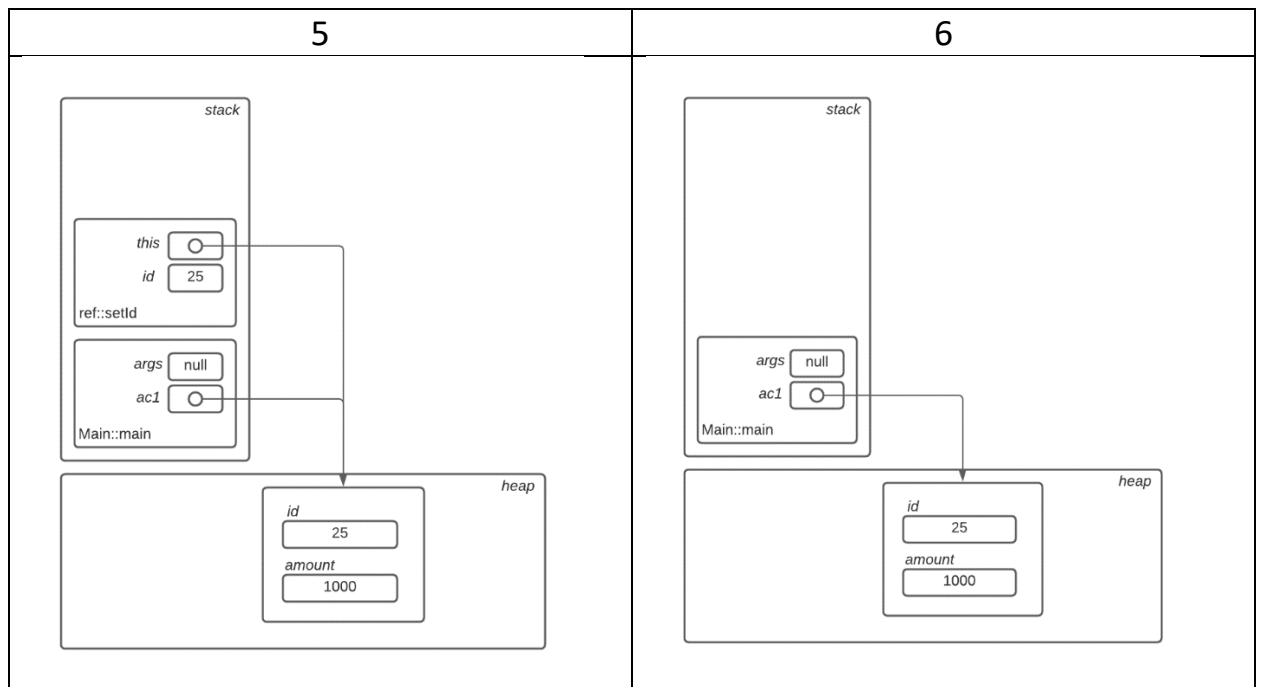 5
6
stack
this
id
25
ref::setId
args
null
ac1
Main::main
heap
id
25
amount
1000
stack
args
null
ac1
Main::main
heap
id
25
amount
1000